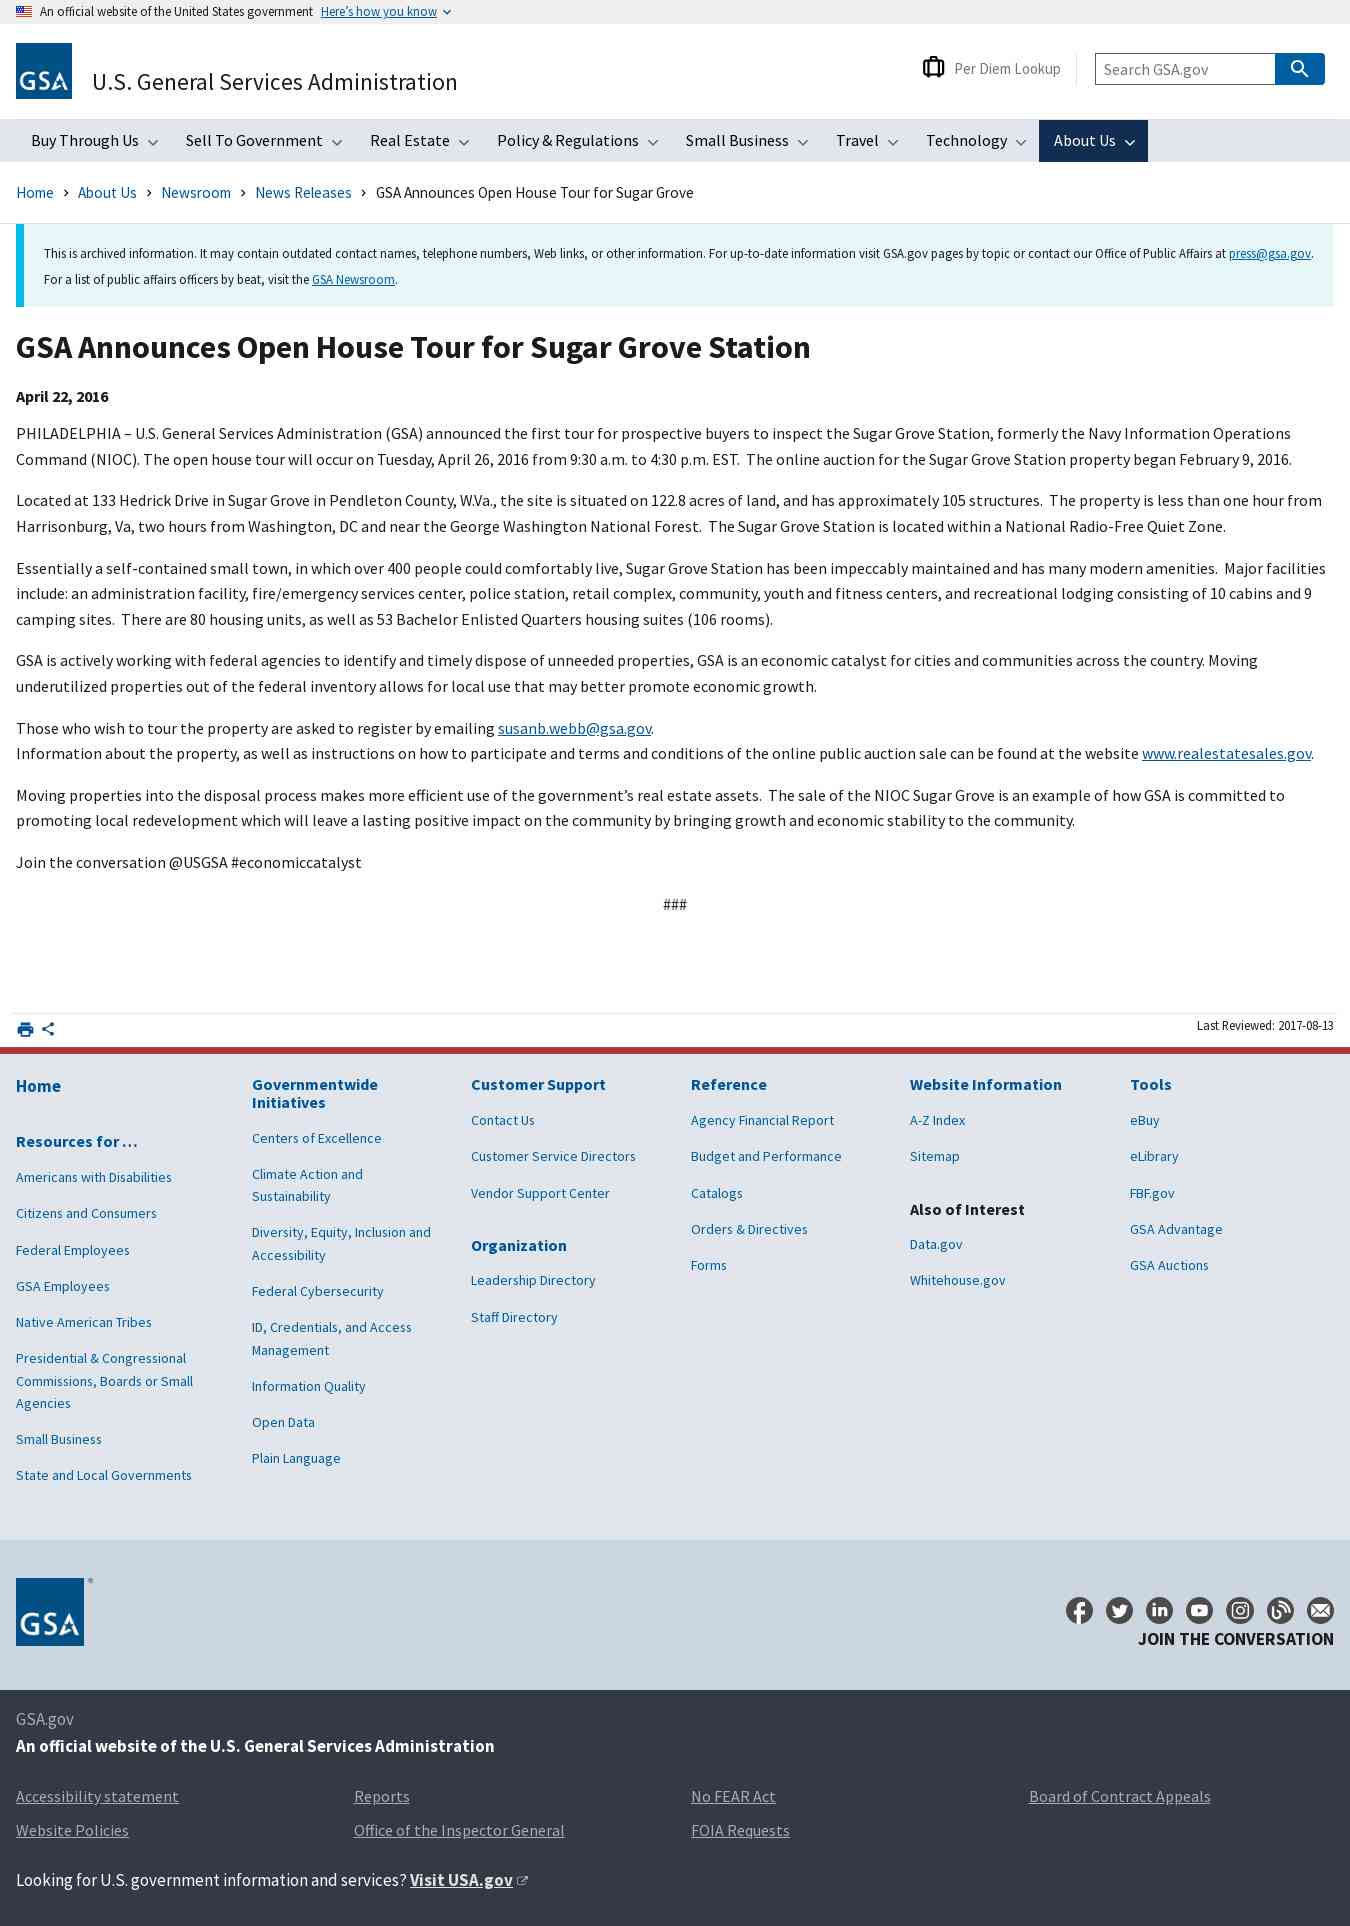 An official website of the United States government Here's how you know
GSA
U.S. General Services Administration
Per Diem Lookup
Search GSA.gov
Buy Through Us Sell To Government Real Estate Policy & Regulations Small Business Travel Technology About Us
Home > About Us > Newsroom > News Releases > GSA Announces Open House Tour for Sugar Grove
This is archived information. It may contain outdated contact names, telephone numbers, Web links, or other information. For up-to-date information visit GSA.gov pages by topic or contact our Office of Public Affairs at press@gsa.gov.
For a list of public affairs officers by beat, visit the GSA Newsroom.
GSA Announces Open House Tour for Sugar Grove Station
April 22, 2016
PHILADELPHIA – U.S. General Services Administration (GSA) announced the first tour for prospective buyers to inspect the Sugar Grove Station, formerly the Navy Information Operations
Command (NIOC). The open house tour will occur on Tuesday, April 26, 2016 from 9:30 a.m. to 4:30 p.m. EST.  The online auction for the Sugar Grove Station property began February 9, 2016.
Located at 133 Hedrick Drive in Sugar Grove in Pendleton County, W.Va., the site is situated on 122.8 acres of land, and has approximately 105 structures.  The property is less than one hour from
Harrisonburg, Va, two hours from Washington, DC and near the George Washington National Forest.  The Sugar Grove Station is located within a National Radio-Free Quiet Zone.
Essentially a self-contained small town, in which over 400 people could comfortably live, Sugar Grove Station has been impeccably maintained and has many modern amenities.  Major facilities
include: an administration facility, fire/emergency services center, police station, retail complex, community, youth and fitness centers, and recreational lodging consisting of 10 cabins and 9
camping sites.  There are 80 housing units, as well as 53 Bachelor Enlisted Quarters housing suites (106 rooms).
GSA is actively working with federal agencies to identify and timely dispose of unneeded properties, GSA is an economic catalyst for cities and communities across the country. Moving
underutilized properties out of the federal inventory allows for local use that may better promote economic growth.
Those who wish to tour the property are asked to register by emailing susanb.webb@gsa.gov.
Information about the property, as well as instructions on how to participate and terms and conditions of the online public auction sale can be found at the website www.realestatesales.gov.
Moving properties into the disposal process makes more efficient use of the government’s real estate assets.  The sale of the NIOC Sugar Grove is an example of how GSA is committed to
promoting local redevelopment which will leave a lasting positive impact on the community by bringing growth and economic stability to the community.
Join the conversation @USGSA #economiccatalyst
###
Last Reviewed: 2017-08-13
Home
Resources for …
Americans with Disabilities
Citizens and Consumers
Federal Employees
GSA Employees
Native American Tribes
Presidential & Congressional
Commissions, Boards or Small
Agencies
Small Business
State and Local Governments
Governmentwide
Initiatives
Centers of Excellence
Climate Action and
Sustainability
Diversity, Equity, Inclusion and
Accessibility
Federal Cybersecurity
ID, Credentials, and Access
Management
Information Quality
Open Data
Plain Language
Customer Support
Contact Us
Customer Service Directors
Vendor Support Center
Organization
Leadership Directory
Staff Directory
Reference
Agency Financial Report
Budget and Performance
Catalogs
Orders & Directives
Forms
Website Information
A-Z Index
Sitemap
Also of Interest
Data.gov
Whitehouse.gov
Tools
eBuy
eLibrary
FBF.gov
GSA Advantage
GSA Auctions
GSA
JOIN THE CONVERSATION
GSA.gov
An official website of the U.S. General Services Administration
Accessibility statement Reports No FEAR Act Board of Contract Appeals
Website Policies Office of the Inspector General FOIA Requests
Looking for U.S. government information and services? Visit USA.gov